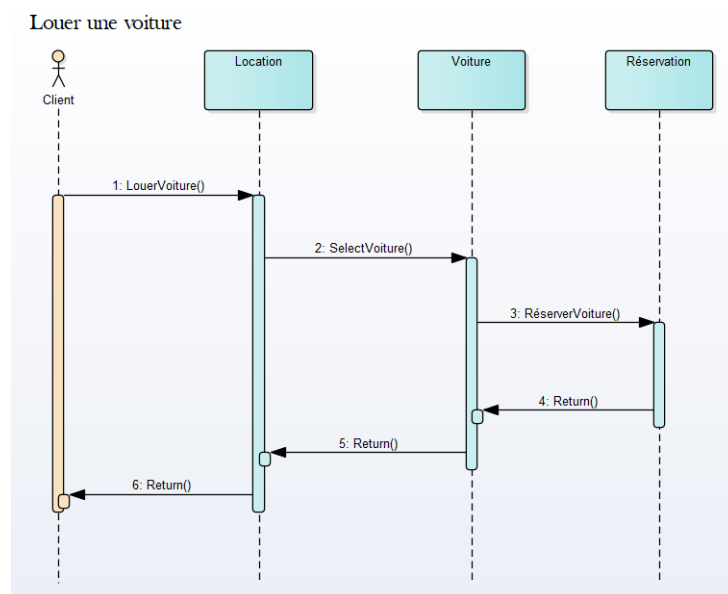 Louer une voiture
Client
Location
Voiture
Réservation
1: LouerVoiture()
2: SelectVoiture()
3: RéserverVoiture()
4: Return()
5: Return()
6: Return()